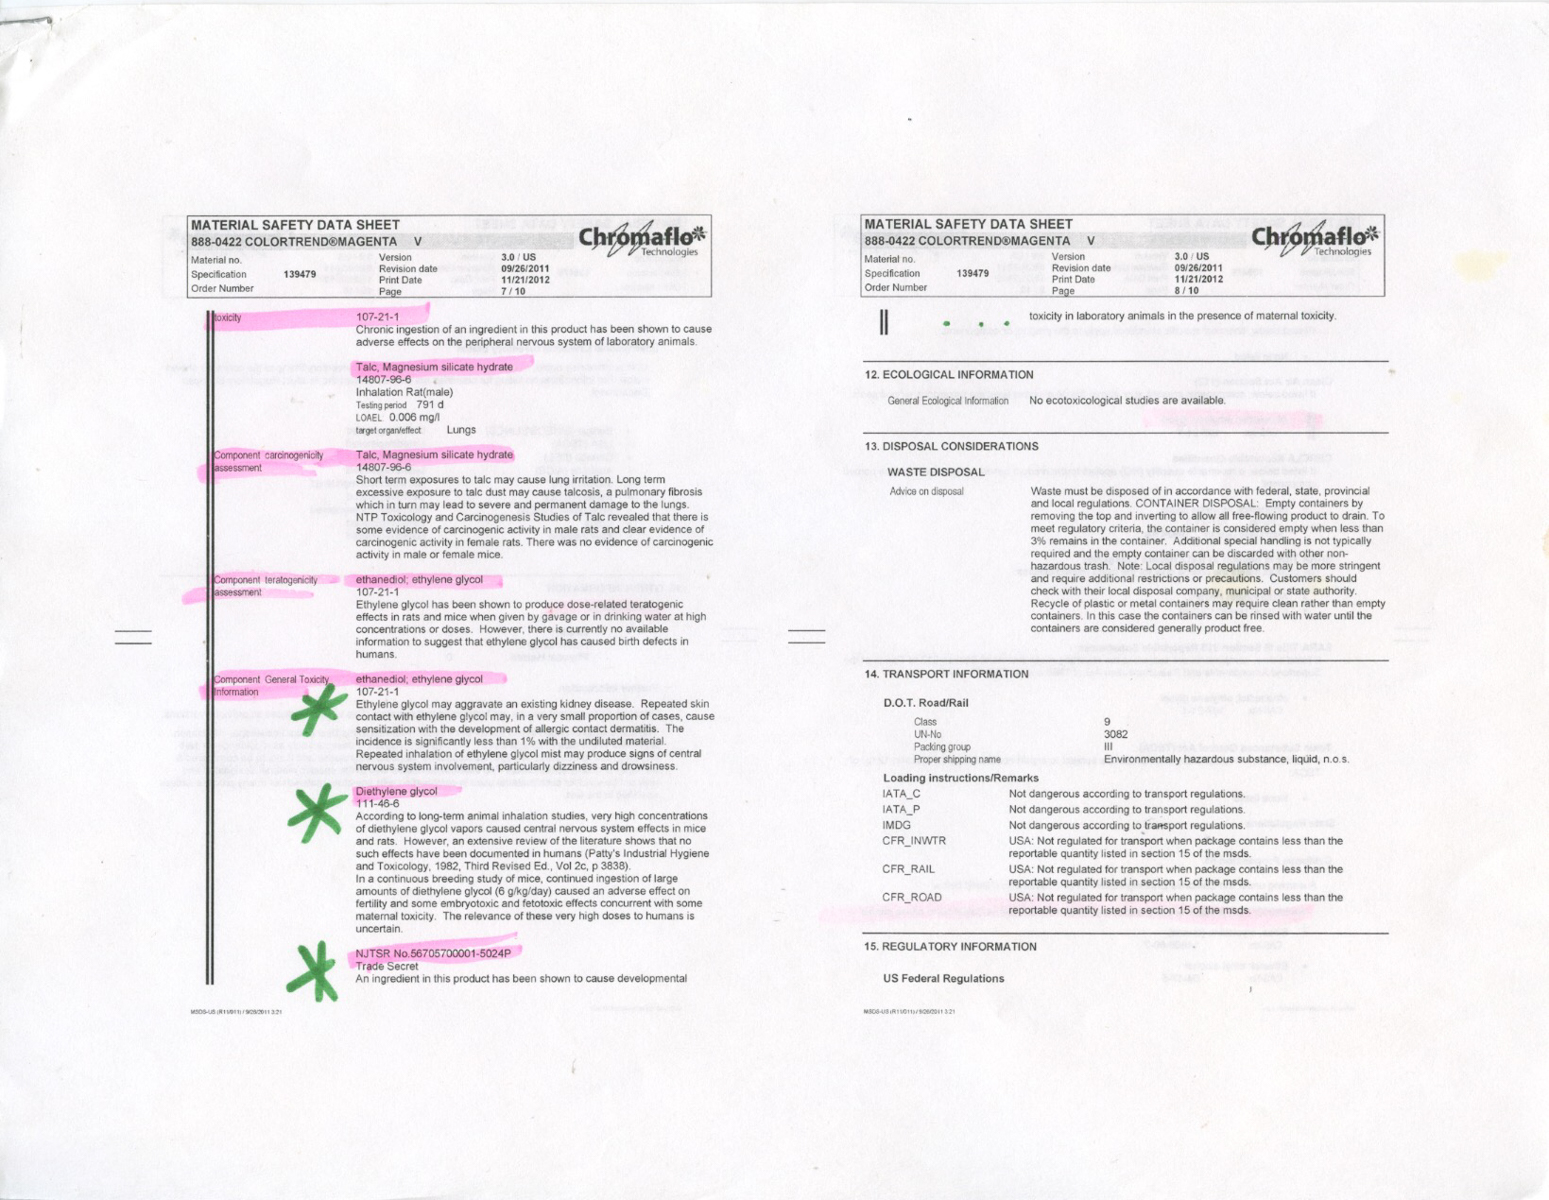 MATERIAL SAFETY DATA SHEET
888-0422 COLORTREND®MAGENTA V
Chromaflo
Technologies
Material no.
Specification 139479
Order Number
Version 3.0 / US
Revision date 09/26/2011
Print Date 11/21/2012
Page 7 / 10
toxicity 107-21-1
Chronic ingestion of an ingredient in this product has been shown to cause
adverse effects on the peripheral nervous system of laboratory animals.
Talc, Magnesium silicate hydrate
14807-96-6
Inhalation Rat(male)
Testing period 791 d
LOAEL 0.006 mg/l
target organ/effect Lungs
Component carcinogenicity assessment
Talc, Magnesium silicate hydrate
14807-96-6
Short term exposures to talc may cause lung irritation. Long term
excessive exposure to talc dust may cause talcosis, a pulmonary fibrosis
which in turn may lead to severe and permanent damage to the lungs.
NTP Toxicology and Carcinogenesis Studies of Talc revealed that there is
some evidence of carcinogenic activity in male rats and clear evidence of
carcinogenic activity in female rats. There was no evidence of carcinogenic
activity in male or female mice.
Component teratogenicity assessment
ethanediol; ethylene glycol
107-21-1
Ethylene glycol has been shown to produce dose-related teratogenic
effects in rats and mice when given by gavage or in drinking water at high
concentrations or doses. However, there is currently no available
information to suggest that ethylene glycol has caused birth defects in
humans.
Component General Toxicity Information
ethanediol; ethylene glycol
107-21-1
Ethylene glycol may aggravate an existing kidney disease. Repeated skin
contact with ethylene glycol may, in a very small proportion of cases, cause
sensitization with the development of allergic contact dermatitis. The
incidence is significantly less than 1% with the undiluted material.
Repeated inhalation of ethylene glycol mist may produce signs of central
nervous system involvement, particularly dizziness and drowsiness.
Diethylene glycol
111-46-6
According to long-term animal inhalation studies, very high concentrations
of diethylene glycol vapors caused central nervous system effects in mice
and rats. However, an extensive review of the literature shows that no
such effects have been documented in humans (Patty's Industrial Hygiene
and Toxicology, 1982, Third Revised Ed., Vol 2c, p 3838).
In a continuous breeding study of mice, continued ingestion of large
amounts of diethylene glycol (6 g/kg/day) caused an adverse effect on
fertility and some embryotoxic and fetotoxic effects concurrent with some
maternal toxicity. The relevance of these very high doses to humans is
uncertain.
NJTSR No.56705700001-5024P
Trade Secret
An ingredient in this product has been shown to cause developmental
MSDS-US (R11/011) / 9/26/2011 3:21
MATERIAL SAFETY DATA SHEET
888-0422 COLORTREND®MAGENTA V
Chromaflo
Technologies
Material no.
Specification 139479
Order Number
Version 3.0 / US
Revision date 09/26/2011
Print Date 11/21/2012
Page 8 / 10
toxicity in laboratory animals in the presence of maternal toxicity.
12. ECOLOGICAL INFORMATION
General Ecological Information No ecotoxicological studies are available.
13. DISPOSAL CONSIDERATIONS
WASTE DISPOSAL
Advice on disposal Waste must be disposed of in accordance with federal, state, provincial
and local regulations. CONTAINER DISPOSAL: Empty containers by
removing the top and inverting to allow all free-flowing product to drain. To
meet regulatory criteria, the container is considered empty when less than
3% remains in the container. Additional special handling is not typically
required and the empty container can be discarded with other non-
hazardous trash. Note: Local disposal regulations may be more stringent
and require additional restrictions or precautions. Customers should
check with their local disposal company, municipal or state authority.
Recycle of plastic or metal containers may require clean rather than empty
containers. In this case the containers can be rinsed with water until the
containers are considered generally product free.
14. TRANSPORT INFORMATION
D.O.T. Road/Rail
Class 9
UN-No 3082
Packing group III
Proper shipping name Environmentally hazardous substance, liquid, n.o.s.
Loading instructions/Remarks
IATA_C Not dangerous according to transport regulations.
IATA_P Not dangerous according to transport regulations.
IMDG Not dangerous according to transport regulations.
CFR_INWTR USA: Not regulated for transport when package contains less than the
reportable quantity listed in section 15 of the msds.
CFR_RAIL USA: Not regulated for transport when package contains less than the
reportable quantity listed in section 15 of the msds.
CFR_ROAD USA: Not regulated for transport when package contains less than the
reportable quantity listed in section 15 of the msds.
15. REGULATORY INFORMATION
US Federal Regulations
MSDS-US (R11/011) / 9/26/2011 3:21